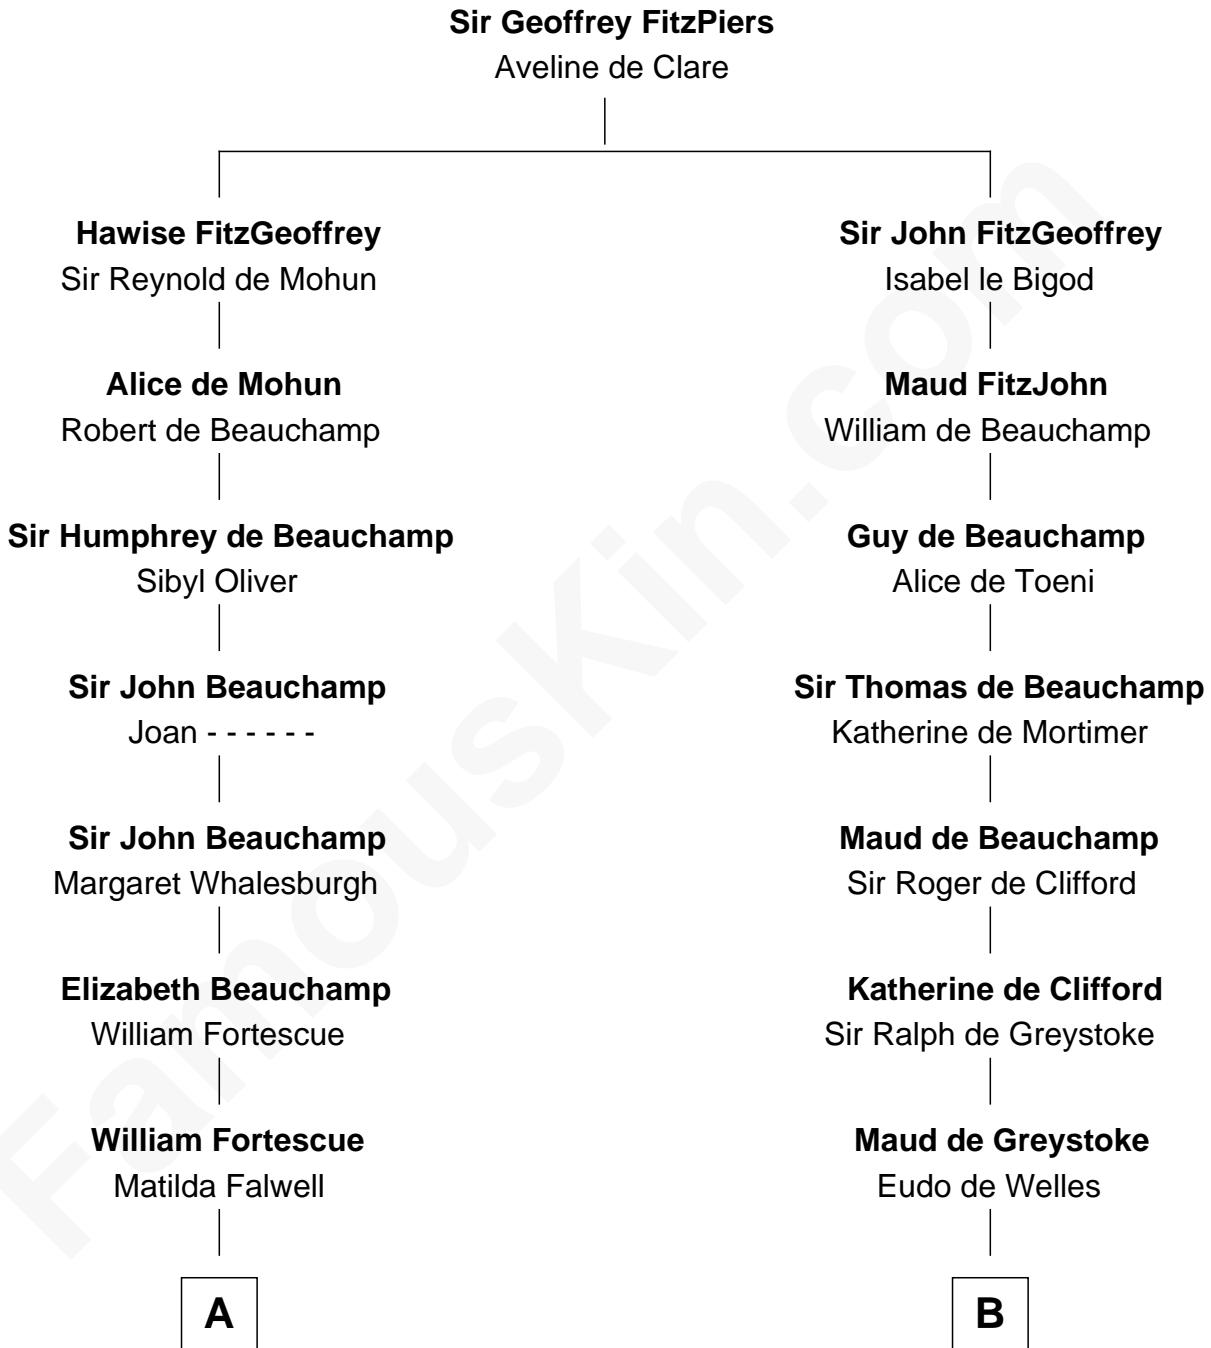 Sir Geoffrey FitzPiers
Aveline de Clare
Hawise FitzGeoffrey
Sir Reynold de Mohun
Sir John FitzGeoffrey
Isabel le Bigod
Alice de Mohun
Robert de Beauchamp
Maud FitzJohn
William de Beauchamp
Sir Humphrey de Beauchamp
Sibyl Oliver
Guy de Beauchamp
Alice de Toeni
Sir John Beauchamp
Joan - - - - - -
Sir Thomas de Beauchamp
Katherine de Mortimer
Sir John Beauchamp
Margaret Whalesburgh
Maud de Beauchamp
Sir Roger de Clifford
Elizabeth Beauchamp
William Fortescue
Katherine de Clifford
Sir Ralph de Greystoke
William Fortescue
Matilda Falwell
Maud de Greystoke
Eudo de Welles
A
B
FamousKin.com